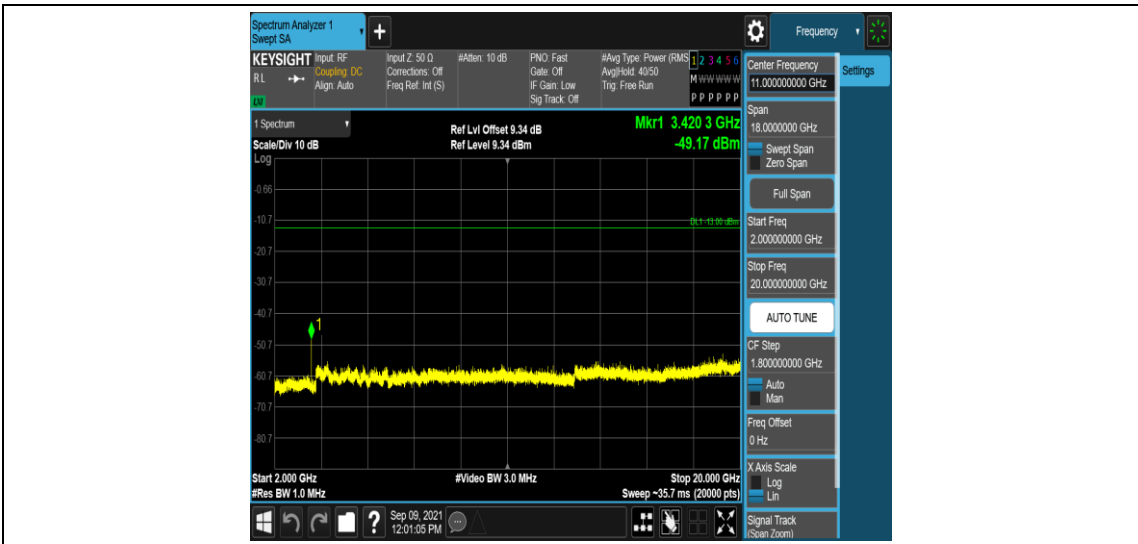 Spectrum Analyzer 1
Swept SA
+
Frequency
KEYSIGHT
RL
LXI
Input: RF
Coupling: DC
Align: Auto
Input Z: 50 Ω
Corrections: Off
Freq Ref: Int (S)
#Atten: 10 dB
PNO: Fast
Gate: Off
IF Gain: Low
Sig Track: Off
#Avg Type: Power (RMS
Avg|Hold: 40/50
Trig: Free Run
1 2 3 4 5 6
M W W W W W
P P P P P P
1 Spectrum
Scale/Div 10 dB
Log
Ref Lvl Offset 9.34 dB
Ref Level 9.34 dBm
Mkr1 3.420 3 GHz
-49.17 dBm
-0.66
-10.7
DL1 -13.00 dBm
-20.7
-30.7
-40.7
1
-50.7
-60.7
-70.7
-80.7
Start 2.000 GHz
#Res BW 1.0 MHz
#Video BW 3.0 MHz
Stop 20.000 GHz
Sweep ~35.7 ms (20000 pts)
?
Sep 09, 2021
12:01:05 PM
Center Frequency
11.000000000 GHz
Settings
Span
18.0000000 GHz
Swept Span
Zero Span
Full Span
Start Freq
2.000000000 GHz
Stop Freq
20.000000000 GHz
AUTO TUNE
CF Step
1.800000000 GHz
Auto
Man
Freq Offset
0 Hz
X Axis Scale
Log
Lin
Signal Track
(Span Zoom)